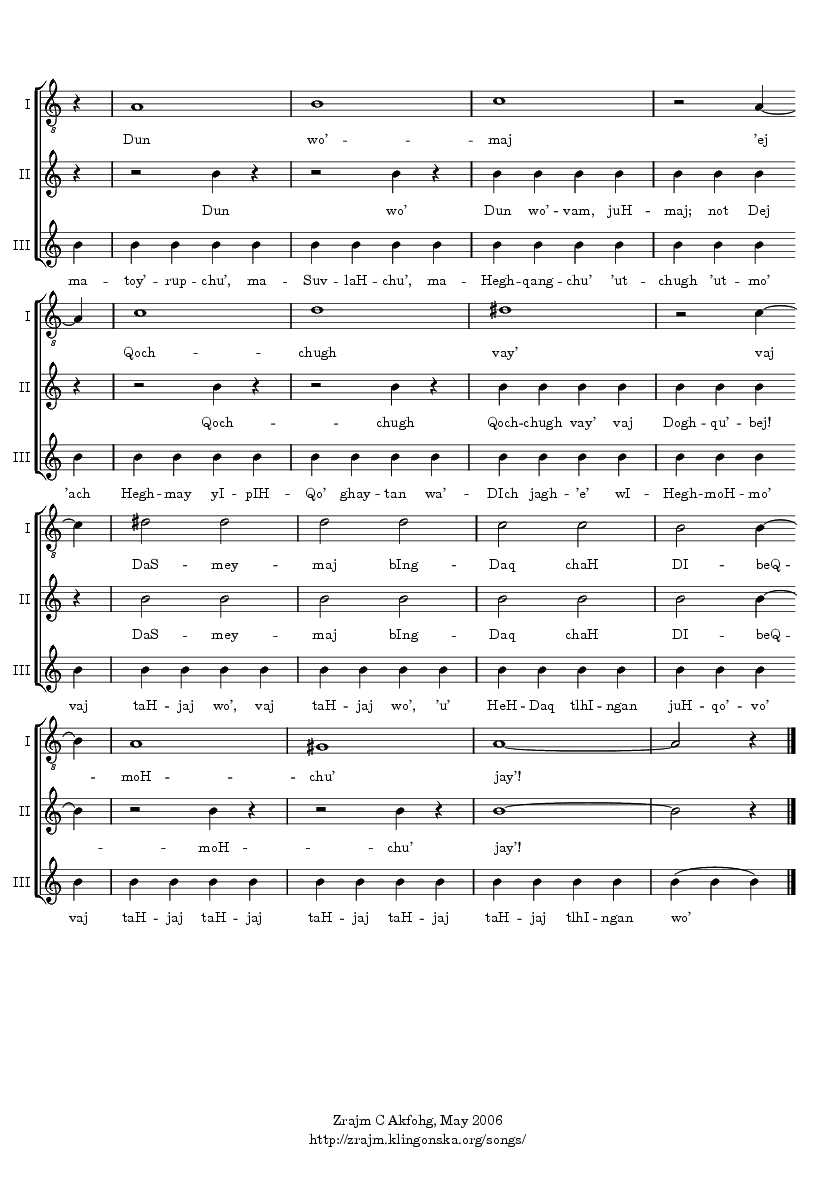 I
Dun wo’ - - - maj ’ej
II
Dun wo’ Dun wo’ - vam, juH - maj; not Dej
III
ma - toy’ - rup - chu’, ma - Suv - laH - chu’, ma - Hegh - qang - chu’ ’ut - chugh ’ut - mo’
I
Qoch - - chugh vay’ vaj
II
Qoch - - chugh Qoch - chugh vay’ vaj Dogh - qu’ - bej!
III
’ach Hegh - may yI - pIH - Qo’ ghay - tan wa’ - DIch jagh - ’e’ wI - Hegh - moH - mo’
I
DaS - mey - maj bIng - Daq chaH DI - beQ -
II
DaS - mey - maj bIng - Daq chaH DI - beQ -
III
vaj taH - jaj wo’, vaj taH - jaj wo’, ’u’ HeH - Daq tlhI - ngan juH - qo’ - vo’
I
- moH - - - chu’ jay’!
II
- - moH - - - chu’ jay’!
III
vaj taH - jaj taH - jaj taH - jaj taH - jaj taH - jaj tlhI - ngan wo’
Zrajm C Akfohg, May 2006
http://zrajm.klingonska.org/songs/